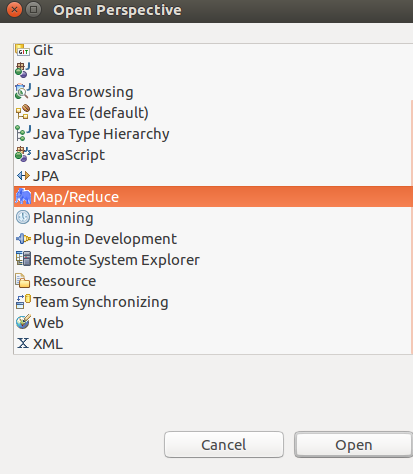 Open Perspective
Git
Java
Java Browsing
Java EE (default)
Java Type Hierarchy
JavaScript
JPA
Map/Reduce
Planning
Plug-in Development
Remote System Explorer
Resource
Team Synchronizing
Web
XML
Cancel
Open